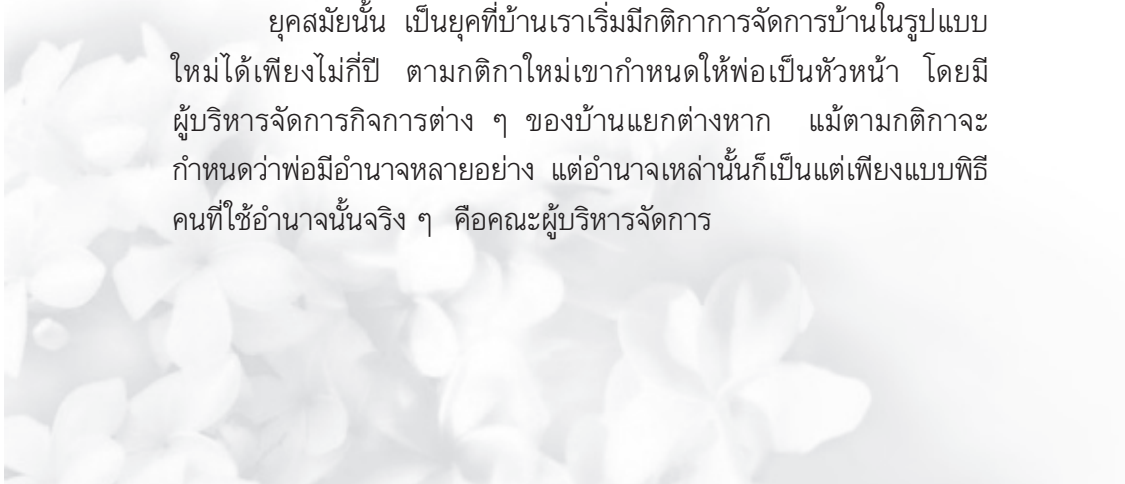 ยุคสมัยนั้น เป็นยุคที่บ้านเราเริ่มมีกติกาการจัดการบ้านในรูปแบบ
ใหม่ได้เพียงไม่กี่ปี ตามกติกาใหม่เขากำหนดให้พ่อเป็นหัวหน้า โดยมี
ผู้บริหารจัดการกิจการต่าง ๆ ของบ้านแยกต่างหาก แม้ตามกติกาจะ
กำหนดว่าพ่อมีอำนาจหลายอย่าง แต่อำนาจเหล่านั้นก็เป็นแต่เพียงแบบพิธี
คนที่ใช้อำนาจนั้นจริง ๆ คือคณะผู้บริหารจัดการ